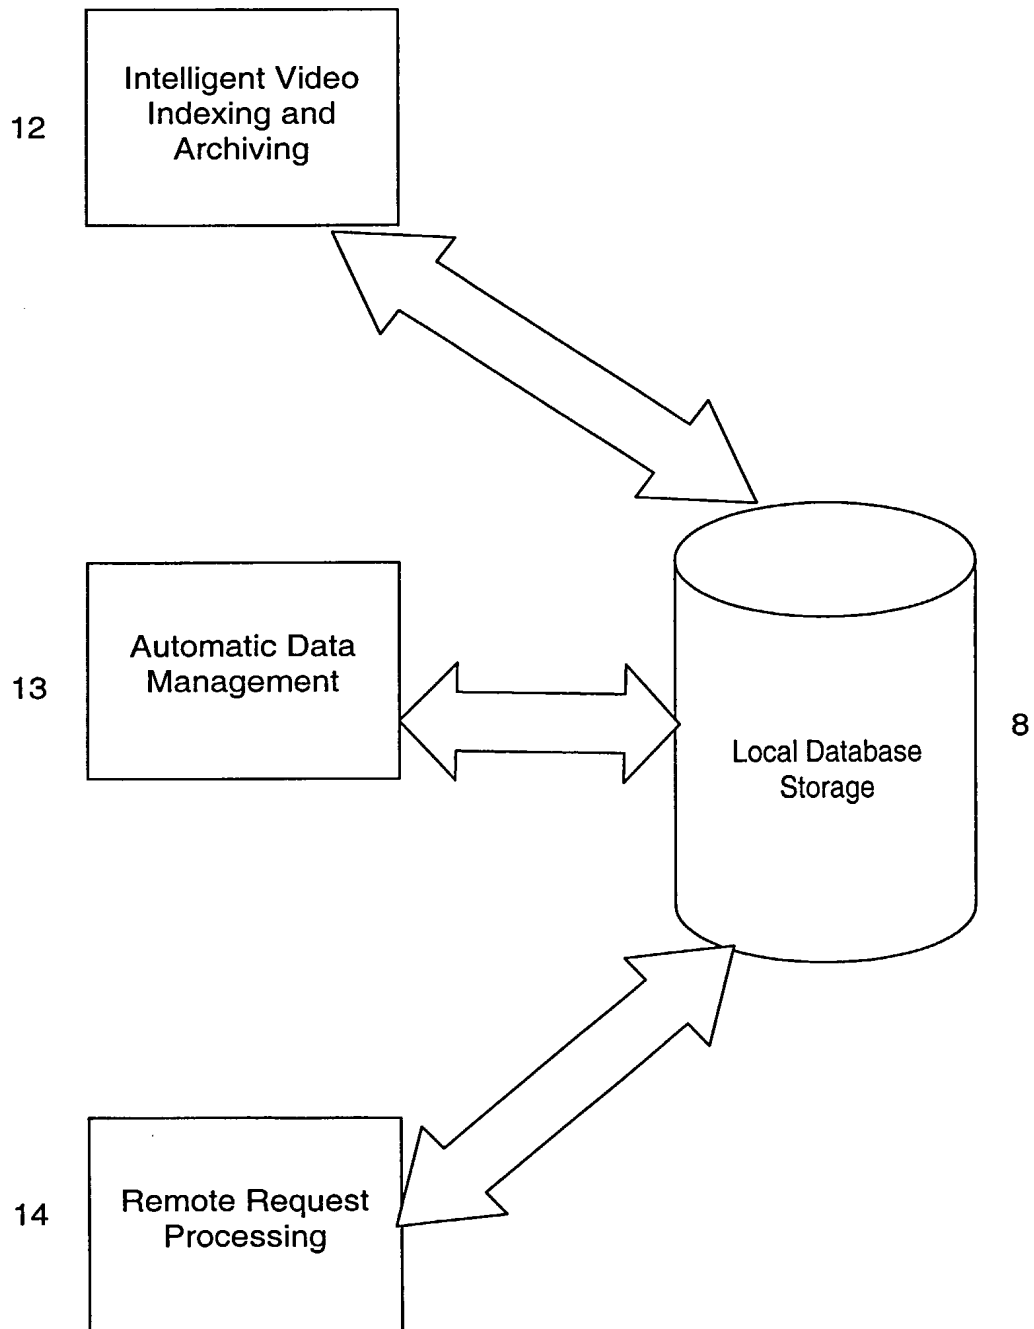 Intelligent Video
Indexing and
Archiving
12
Automatic Data
Management
13
Local Database
Storage
8
Remote Request
Processing
14